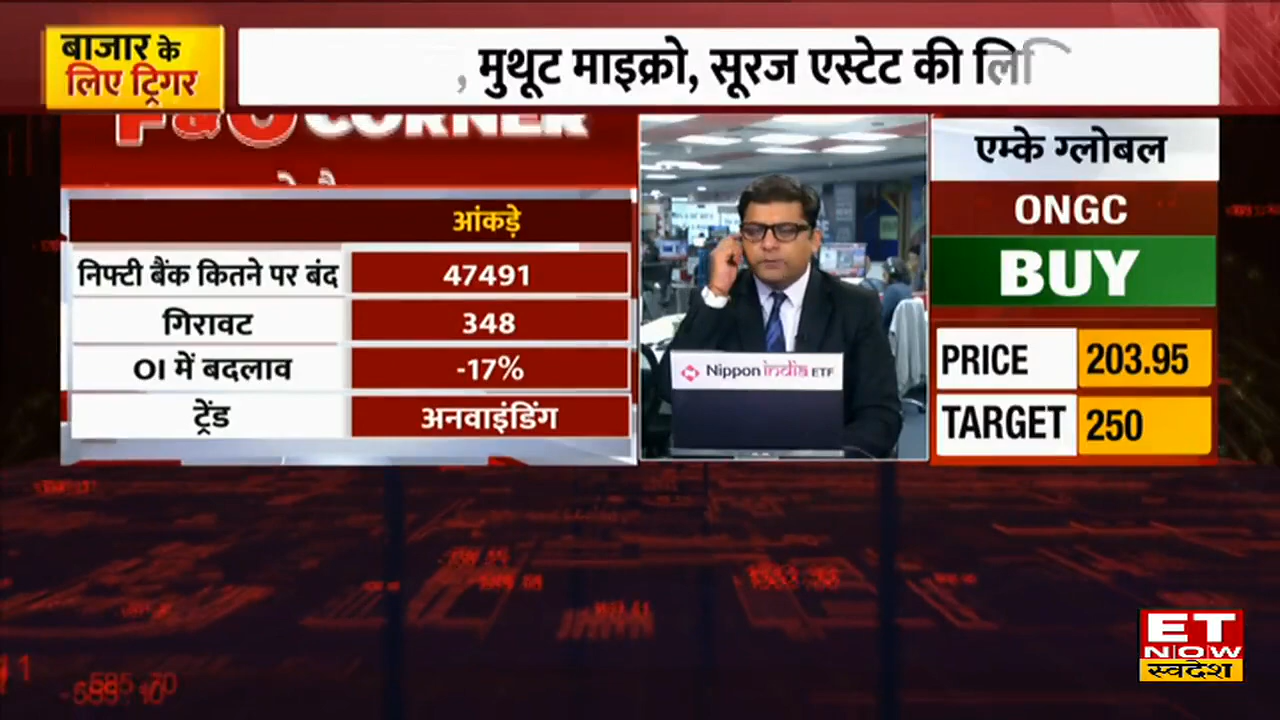 बाजार के
लिए ट्रिगर
, मुथूट माइक्रो, सूरज एस्टेट की
F&O CORNER
आंकड़े
निफ्टी बैंक कितने पर बंद 47491
गिरावट 348
OI में बदलाव -17%
ट्रेंड अनवाइंडिंग
Nippon india ETF
एम्के ग्लोबल
ONGC
BUY
PRICE 203.95
TARGET 250
ET
NOW
स्वदेश